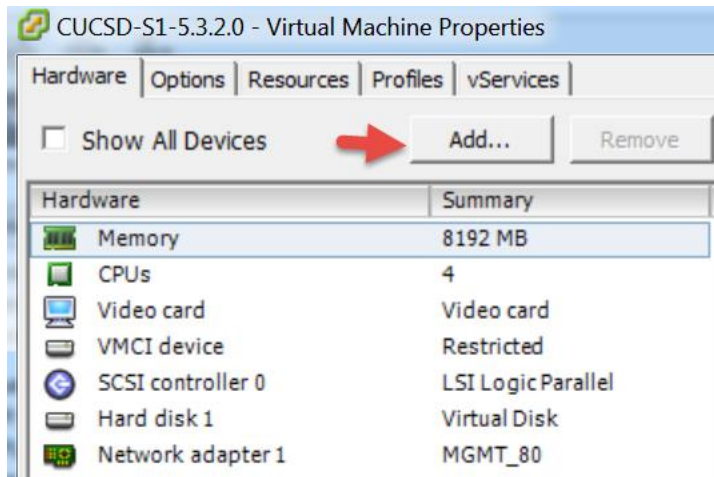 CUCSD-S1-5.3.2.0 - Virtual Machine Properties
Hardware Options Resources Profiles vServices
Show All Devices Add... Remove
Hardware Summary
Memory 8192 MB
CPUs 4
Video card Video card
VMCI device Restricted
SCSI controller 0 LSI Logic Parallel
Hard disk 1 Virtual Disk
Network adapter 1 MGMT_80